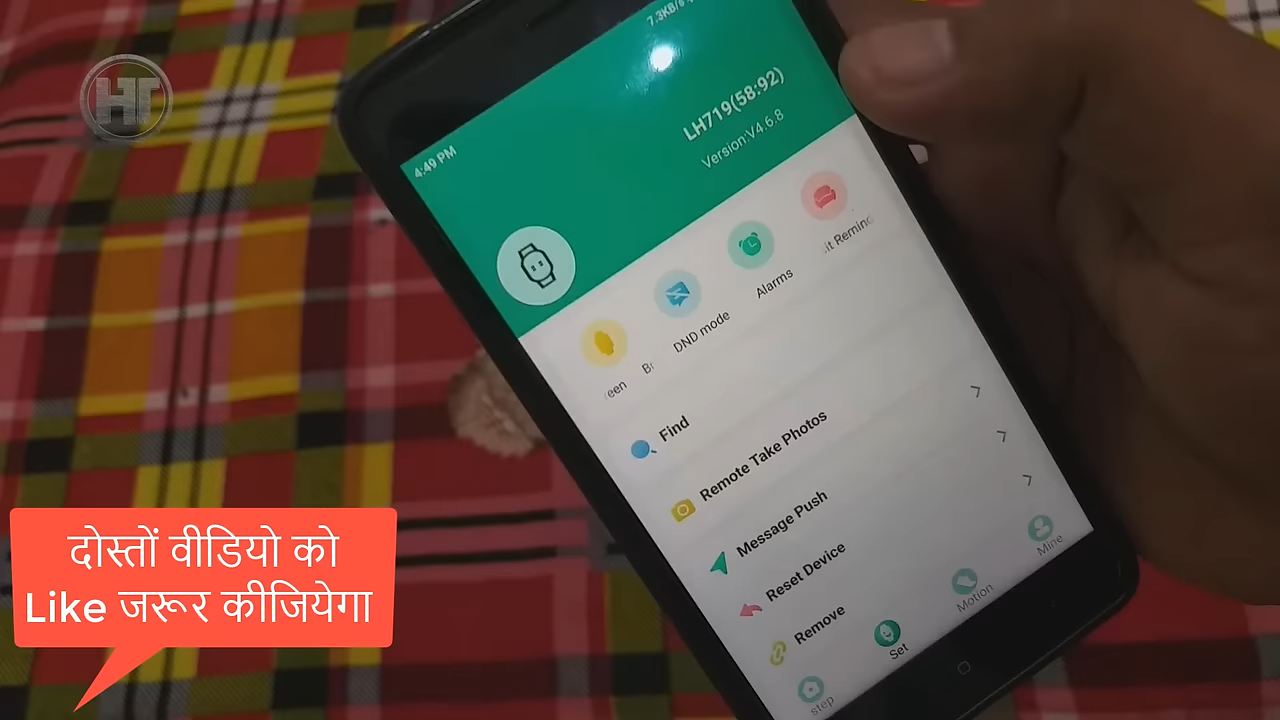 HT
7.3KB/s
4:49 PM
LH719(58:92)
Version:V4.6.8
DND mode
Alarms
Find
Remote Take Photos
Message Push
Reset Device
Remove
step
Set
Motion
Mine
दोस्तों वीडियो को
Like जरूर कीजियेगा